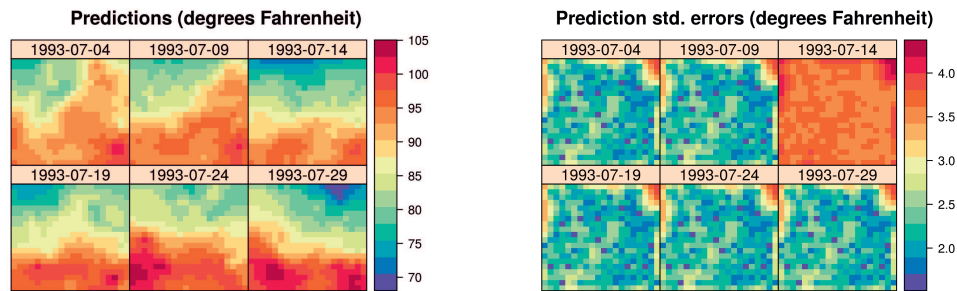 Predictions (degrees Fahrenheit)
1993-07-04 1993-07-09 1993-07-14
1993-07-19 1993-07-24 1993-07-29
105
100
95
90
85
80
75
70
Prediction std. errors (degrees Fahrenheit)
1993-07-04 1993-07-09 1993-07-14
1993-07-19 1993-07-24 1993-07-29
4.0
3.5
3.0
2.5
2.0